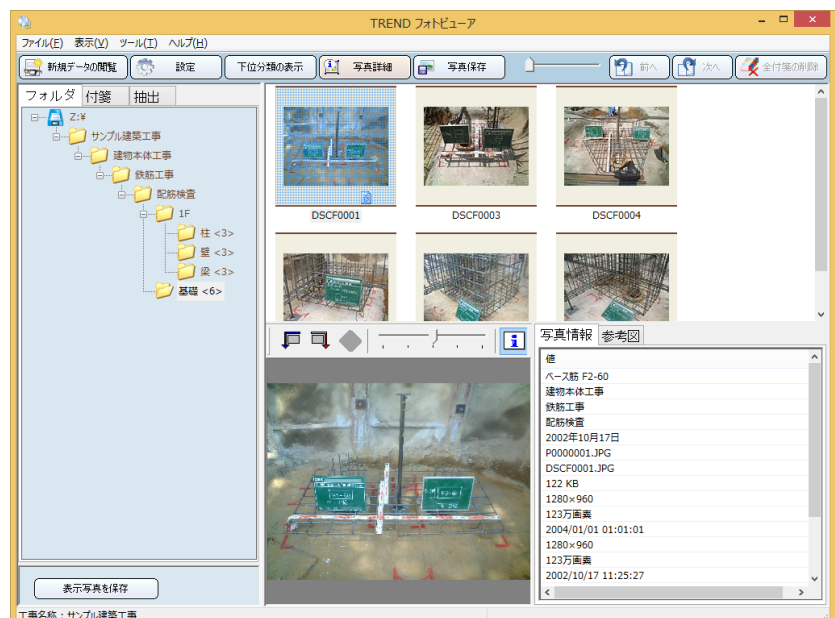 TREND フォトビューア
ファイル(F) 表示(V) ツール(T) ヘルプ(H)
新規データの閲覧 設定 下位分類の表示 写真詳細 写真保存 前へ 次へ 全付箋の削除
フォルダ 付箋 抽出
Z:¥
サンプル建築工事
建物本体工事
鉄筋工事
配筋検査
1F
柱 <3>
壁 <3>
梁 <3>
基礎 <6>
表示写真を保存
DSCF0001 DSCF0003 DSCF0004
写真情報 参考図
値
ベース筋 F2-60
建物本体工事
鉄筋工事
配筋検査
2002年10月17日
P0000001.JPG
DSCF0001.JPG
122 KB
1280×960
123万画素
2004/01/01 01:01:01
1280×960
123万画素
2002/10/17 11:25:27
工事名称：サンプル建築工事